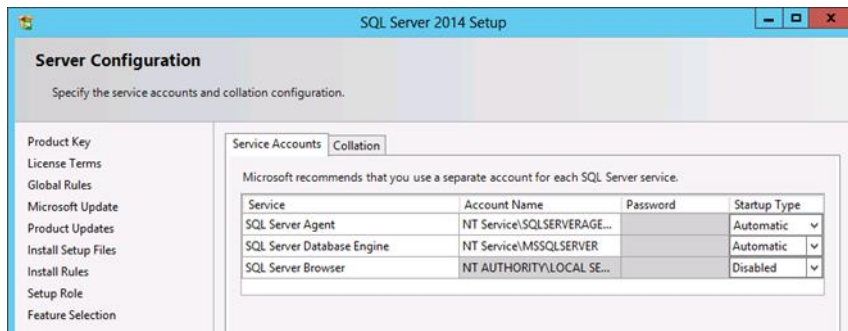 SQL Server 2014 Setup
Server Configuration
Specify the service accounts and collation configuration.
Product Key
License Terms
Global Rules
Microsoft Update
Product Updates
Install Setup Files
Install Rules
Setup Role
Feature Selection
Service Accounts Collation
Microsoft recommends that you use a separate account for each SQL Server service.
Service Account Name Password Startup Type
SQL Server Agent NT Service\SQLSERVERAGE... Automatic
SQL Server Database Engine NT Service\MSSQLSERVER Automatic
SQL Server Browser NT AUTHORITY\LOCAL SE... Disabled